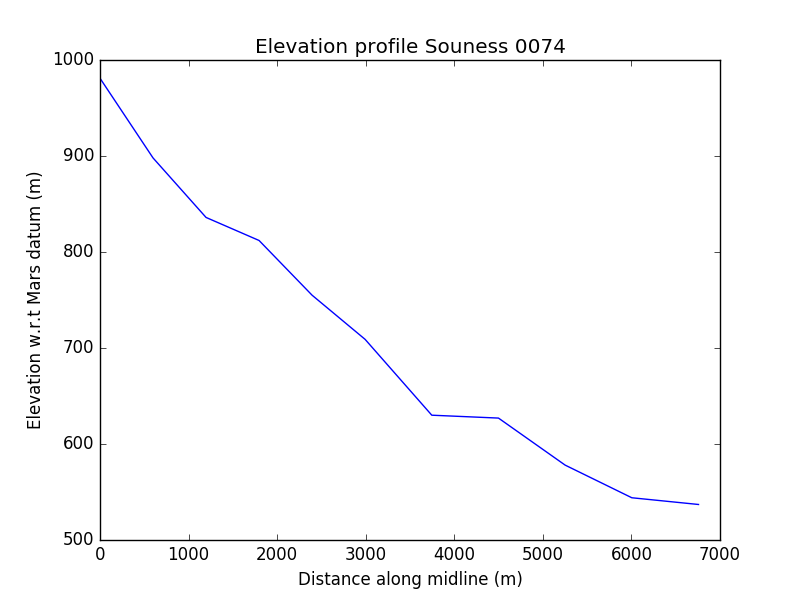 Elevation profile Souness 0074
1000
900
800
700
600
500
Elevation w.r.t Mars datum (m)
0 1000 2000 3000 4000 5000 6000 7000
Distance along midline (m)